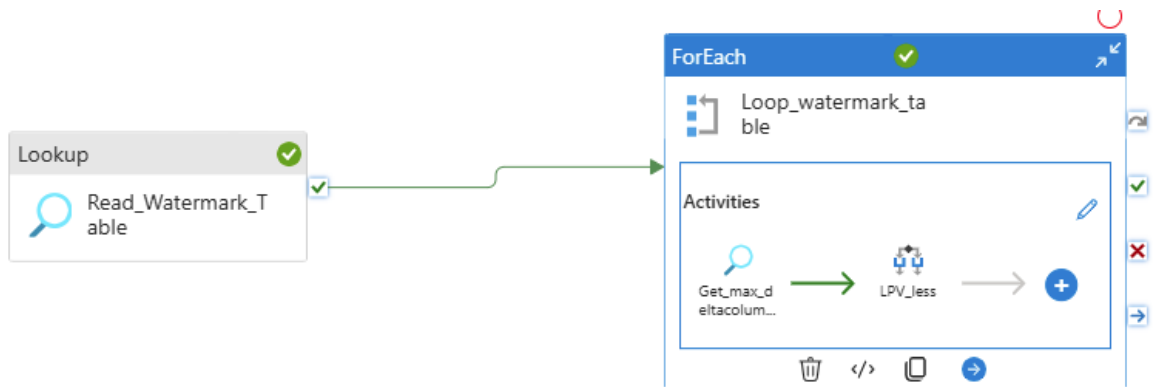 ForEach
Loop_watermark_ta
ble
Lookup
Read_Watermark_T
able
Activities
Get_max_d
eltacolum...
LPV_less